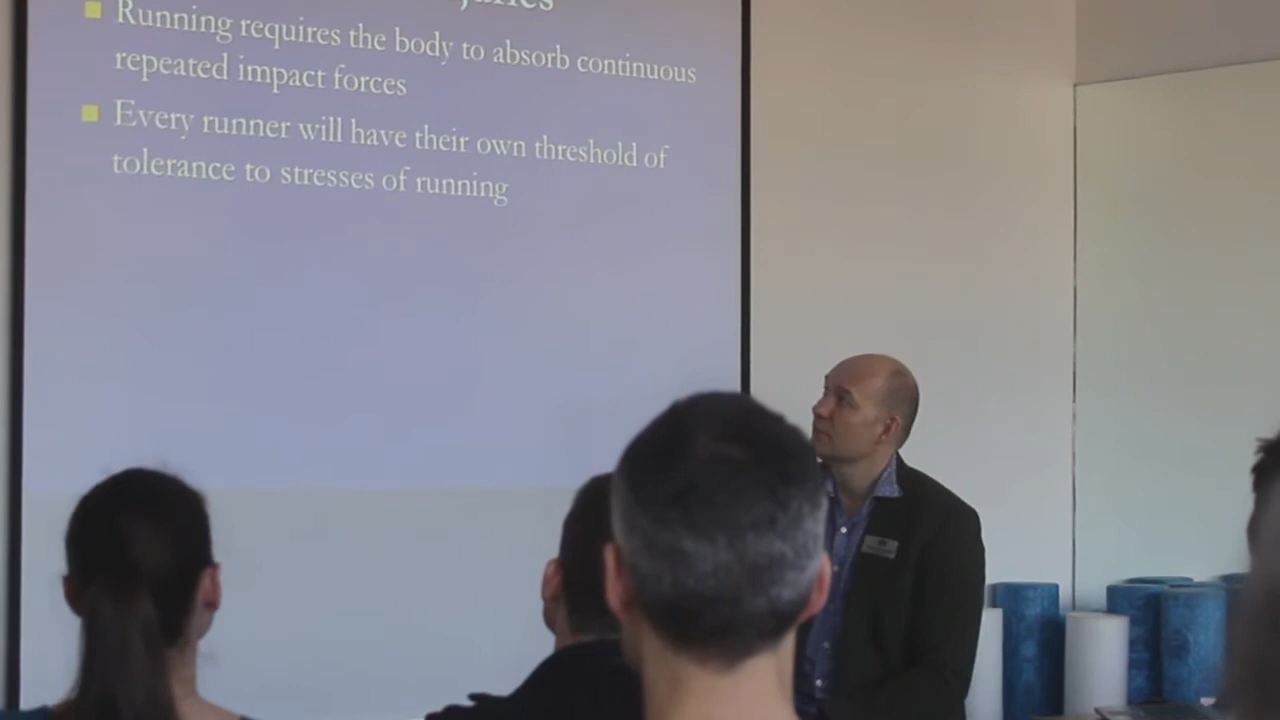 Running requires the body to absorb continuous
repeated impact forces
Every runner will have their own threshold of
tolerance to stresses of running